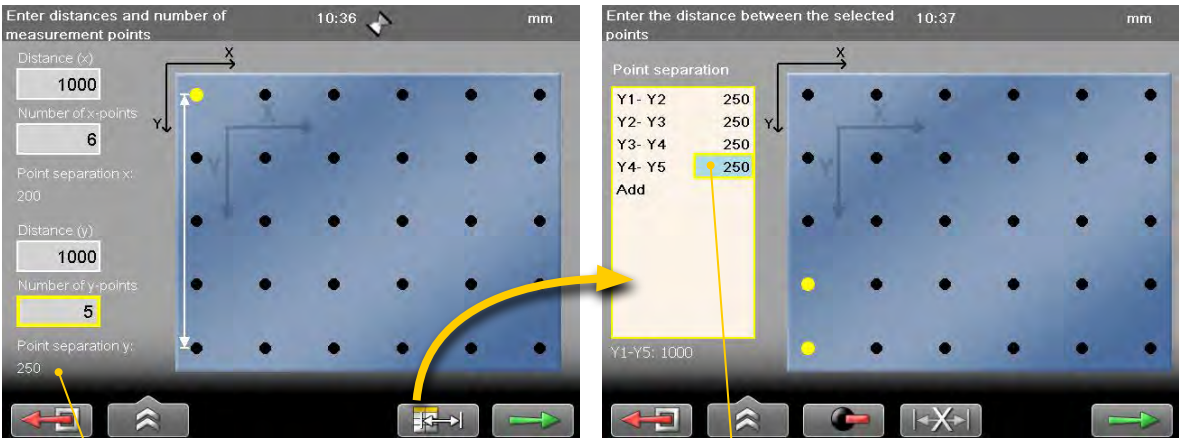 Enter distances and number of
measurement points
10:36
mm
Distance (x)
1000
Number of x-points
6
Point separation x:
200
Distance (y)
1000
Number of y-points
5
Point separation y:
250
X
Y
X
Y
Enter the distance between the selected
points
10:37
mm
Point separation
Y1- Y2 250
Y2- Y3 250
Y3- Y4 250
Y4- Y5 250
Add
Y1-Y5: 1000
X
Y
X
Y